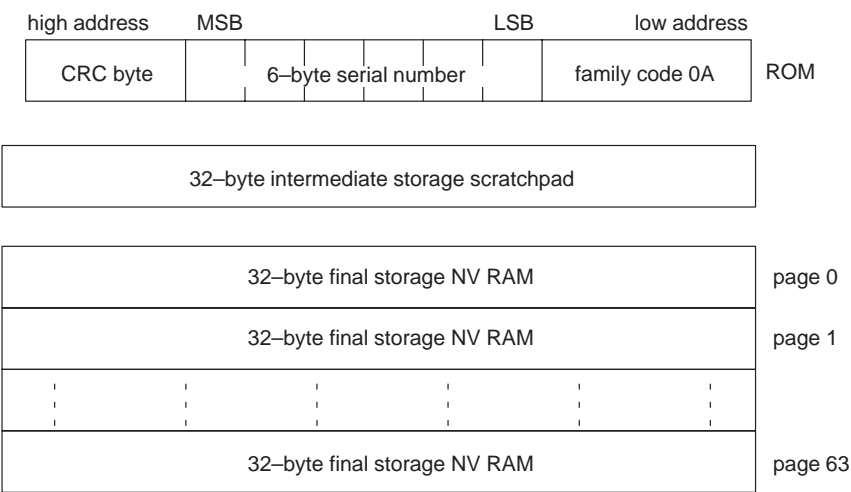 high address MSB LSB low address
CRC byte 6–byte serial number family code 0A ROM
32–byte intermediate storage scratchpad
32–byte final storage NV RAM page 0
32–byte final storage NV RAM page 1
32–byte final storage NV RAM page 63